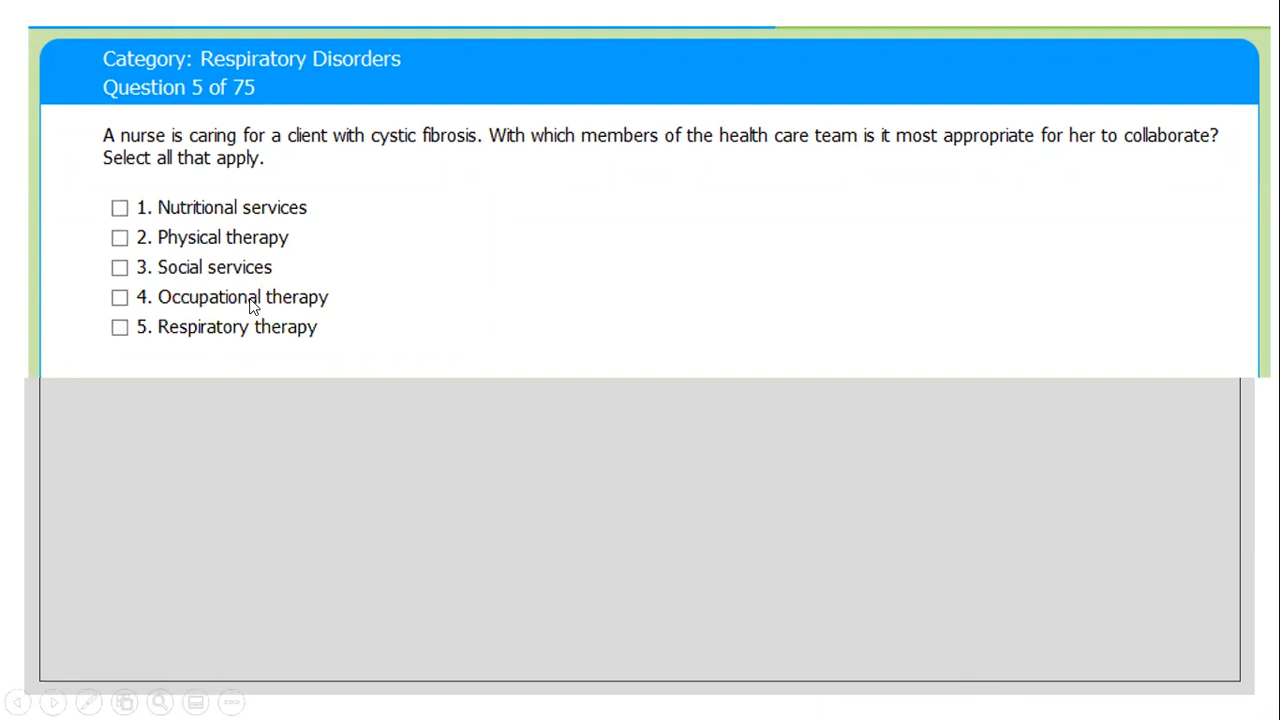 Category: Respiratory Disorders
Question 5 of 75
A nurse is caring for a client with cystic fibrosis. With which members of the health care team is it most appropriate for her to collaborate?
Select all that apply.
1. Nutritional services
2. Physical therapy
3. Social services
4. Occupational therapy
5. Respiratory therapy